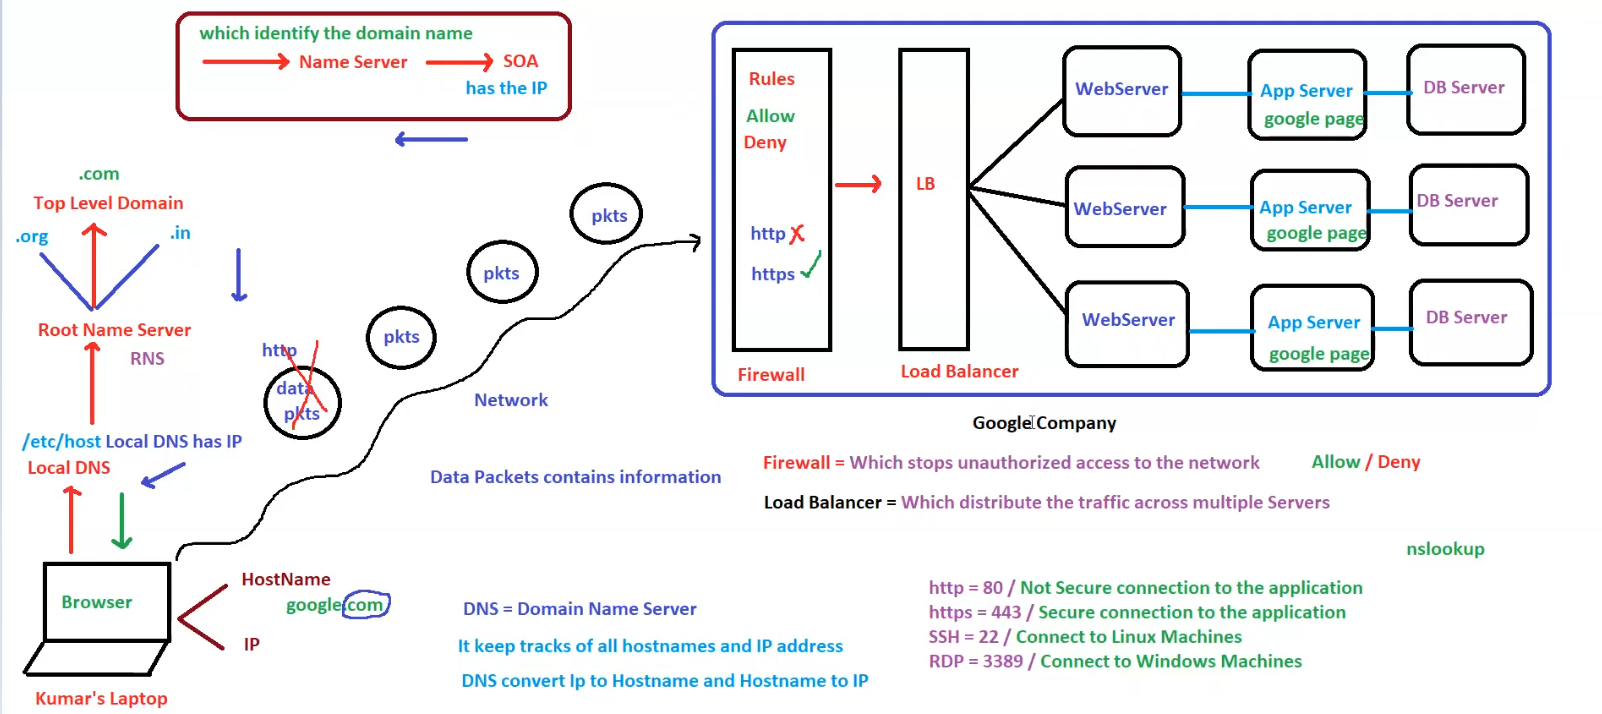 which identify the domain name
Name Server
SOA
has the IP
.com
Top Level Domain
.org
.in
Root Name Server
RNS
/etc/host Local DNS has IP
Local DNS
Browser
Kumar's Laptop
HostName
google.com
IP
http
data
pkts
pkts
pkts
pkts
Network
Data Packets contains information
DNS = Domain Name Server
It keep tracks of all hostnames and IP address
DNS convert Ip to Hostname and Hostname to IP
Rules
Allow
Deny
http
https
Firewall
LB
Load Balancer
WebServer
App Server
google page
DB Server
WebServer
App Server
google page
DB Server
WebServer
App Server
google page
DB Server
Google Company
Firewall = Which stops unauthorized access to the network
Allow / Deny
Load Balancer = Which distribute the traffic across multiple Servers
nslookup
http = 80 / Not Secure connection to the application
https = 443 / Secure connection to the application
SSH = 22 / Connect to Linux Machines
RDP = 3389 / Connect to Windows Machines